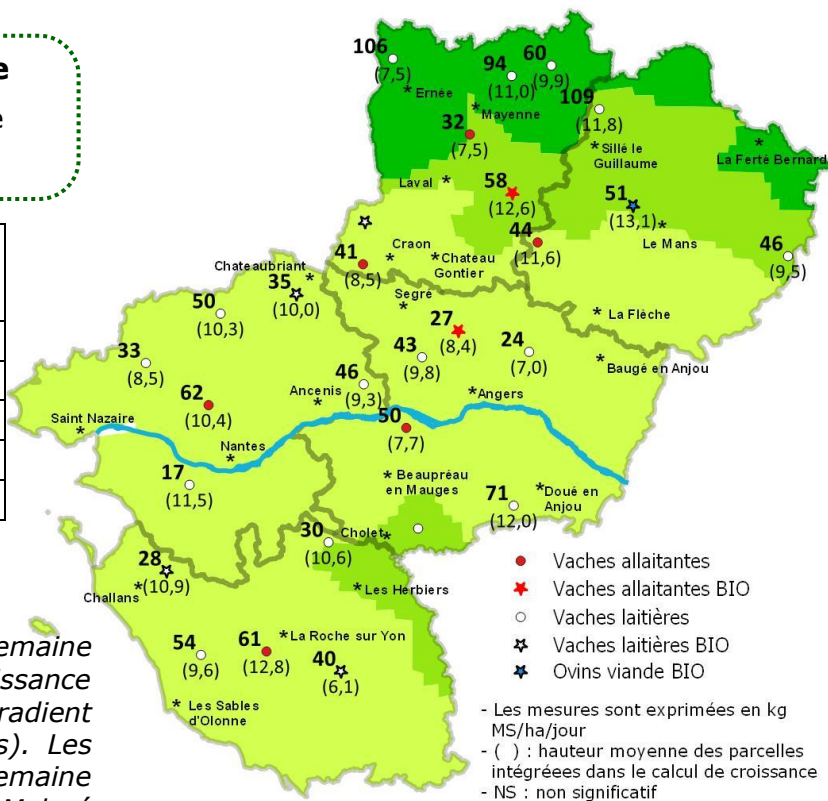 e
e
106
(7,5)
* Ernée
94
(11,0)
60
(9,9)
109
(11,8)
* Mayenne
32
(7,5)
* Sillé le
Guillaume
*
La Ferté Bernard
Laval *
58
(12,6)
51
(13,1)
*
Le Mans
44
(11,6)
46
(9,5)
41
(8,5)
Craon
*
* Chateau
Gontier
Chateaubriant
*
35
(10,0)
Segré
*
* La Flèche
50
(10,3)
27
(8,4)
43
(9,8)
24
(7,0)
* Baugé en Anjou
33
(8,5)
46
(9,3)
62
(10,4)
Ancenis
*
* Angers
Saint Nazaire
*
50
(7,7)
Nantes
*
17
(11,5)
* Beaupréau
en Mauges
* Doué en
Anjou
71
(12,0)
30
(10,6)
Cholet *
28
(10,9)
Challans
*
* Les Herbiers
54
(9,6)
61
(12,8)
* La Roche sur Yon
40
(6,1)
* Les Sables
d'Olonne
Vaches allaitantes
Vaches allaitantes BIO
Vaches laitières
Vaches laitières BIO
Ovins viande BIO
- Les mesures sont exprimées en kg
MS/ha/jour
- ( ) : hauteur moyenne des parcelles
intégréees dans le calcul de croissance
- NS : non significatif
emaine
issance
radient
s). Les
emaine